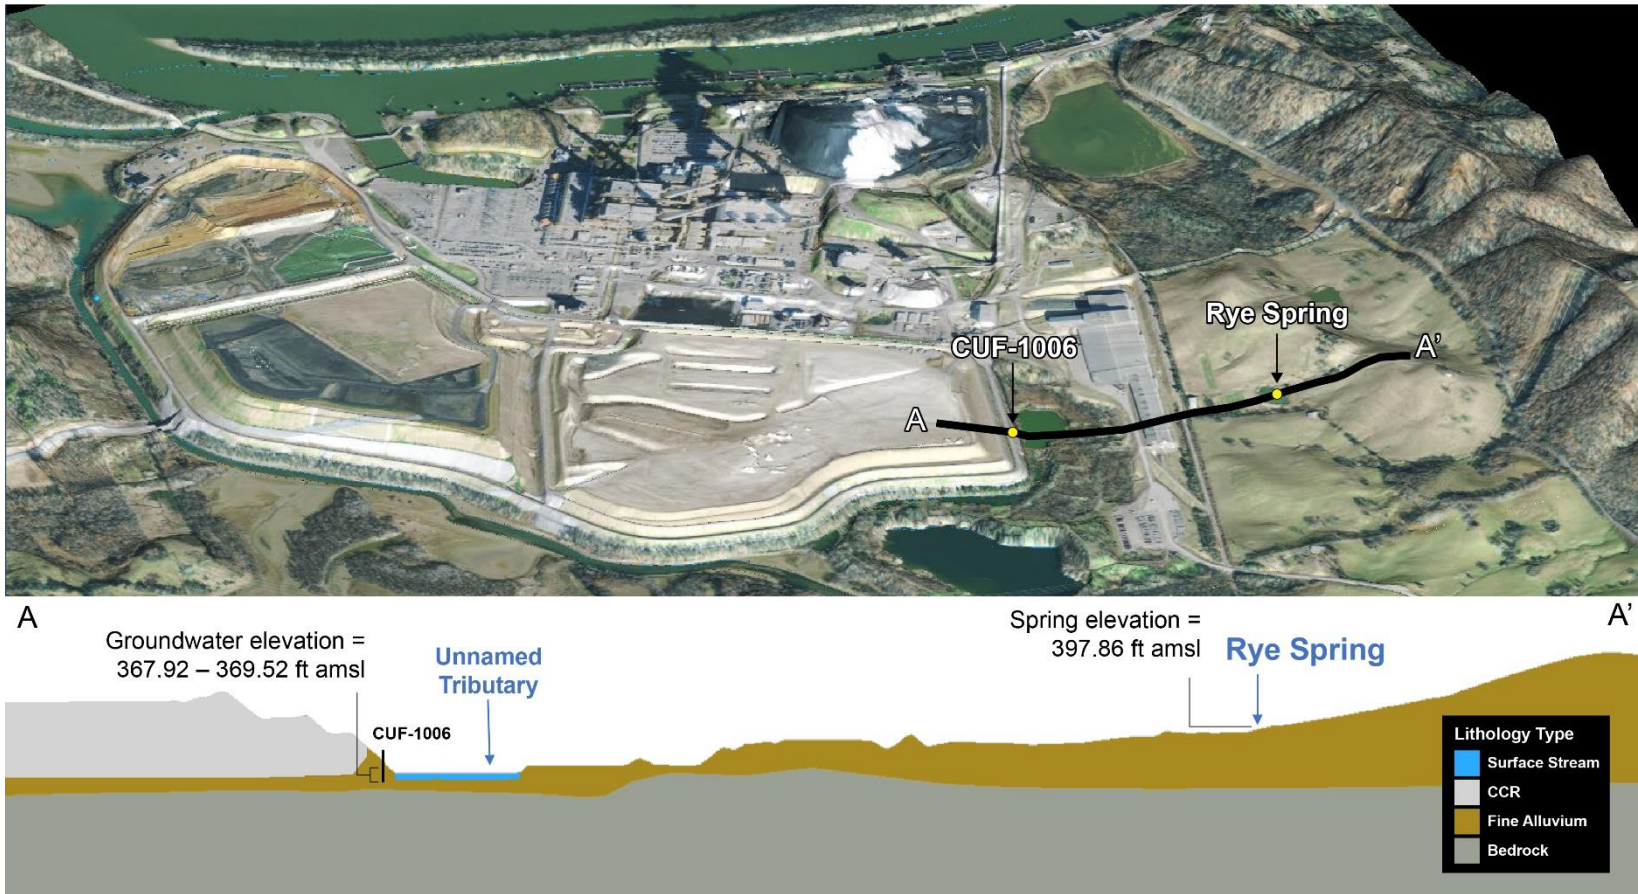 Rye Spring
CUF-1006
A'
A
A
A'
Groundwater elevation =
367.92 – 369.52 ft amsl
Unnamed
Tributary
Spring elevation =
397.86 ft amsl
Rye Spring
CUF-1006
Lithology Type
Surface Stream
CCR
Fine Alluvium
Bedrock